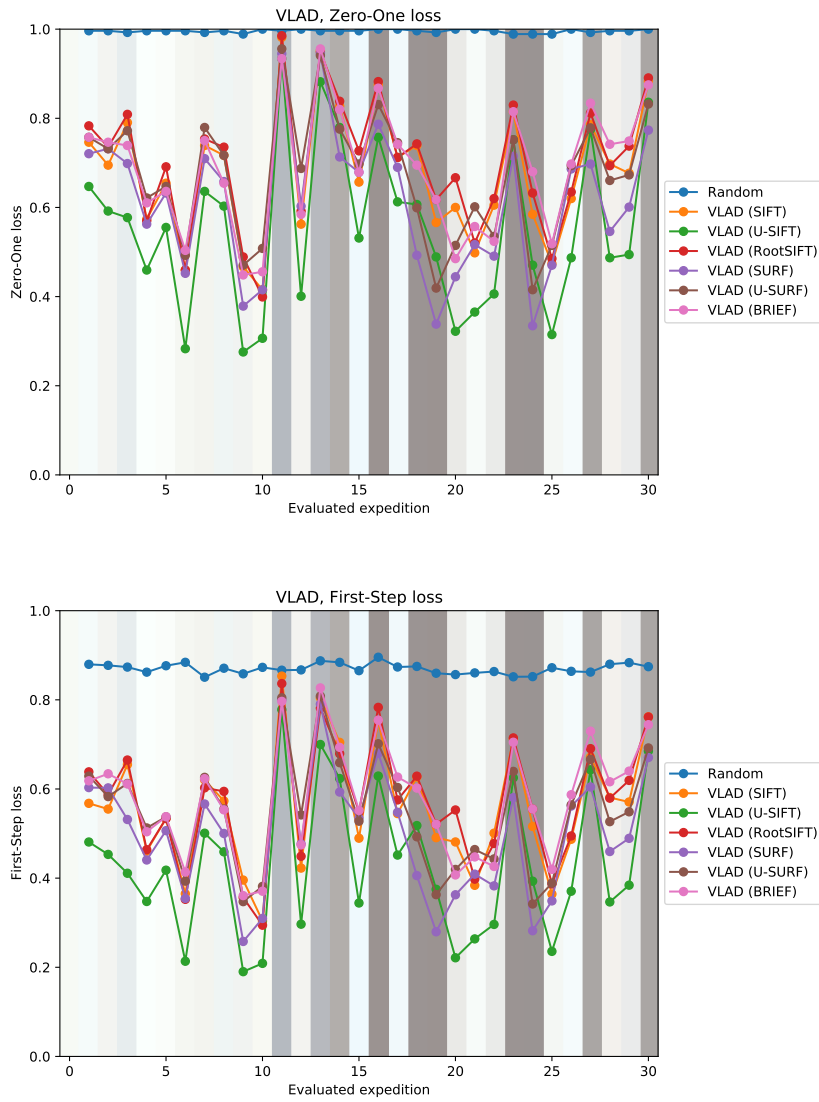 VLAD, Zero-One loss
1.0
0.8
0.6
0.4
0.2
0.0
Zero-One loss
0 5 10 15 20 25 30
Evaluated expedition
Random
VLAD (SIFT)
VLAD (U-SIFT)
VLAD (RootSIFT)
VLAD (SURF)
VLAD (U-SURF)
VLAD (BRIEF)
VLAD, First-Step loss
1.0
0.8
0.6
0.4
0.2
0.0
First-Step loss
0 5 10 15 20 25 30
Evaluated expedition
Random
VLAD (SIFT)
VLAD (U-SIFT)
VLAD (RootSIFT)
VLAD (SURF)
VLAD (U-SURF)
VLAD (BRIEF)